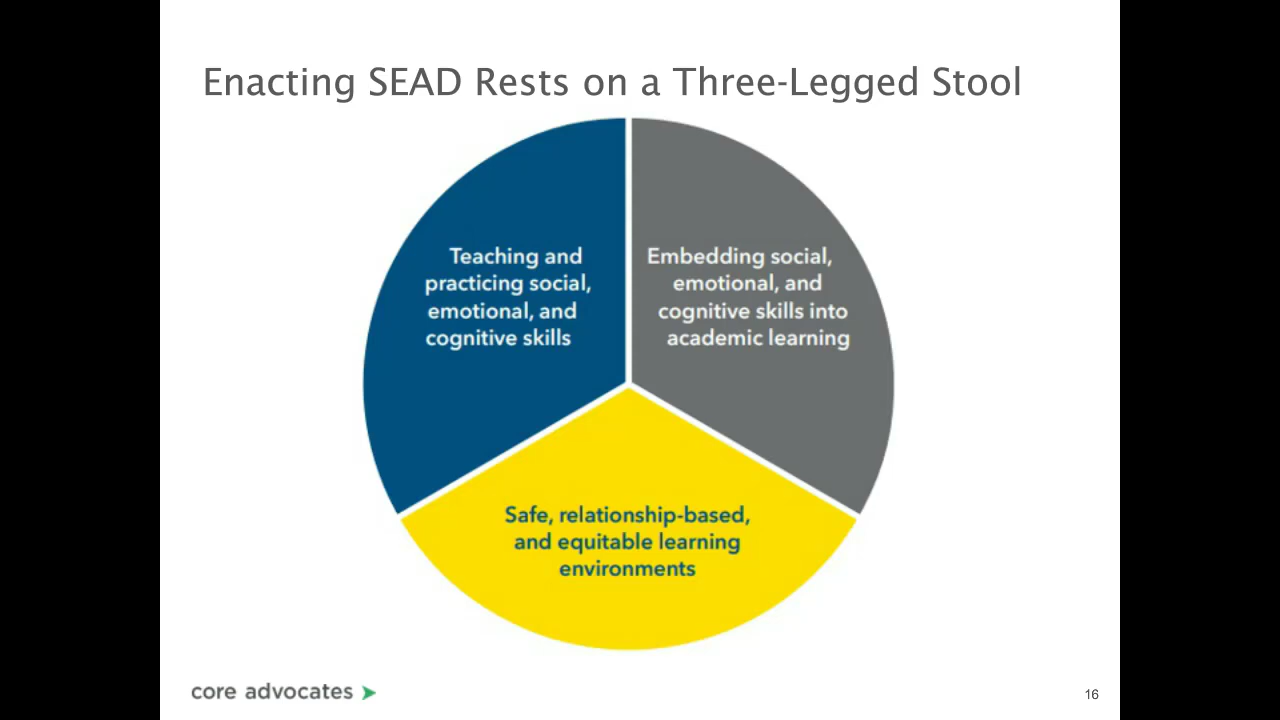 Enacting SEAD Rests on a Three-Legged Stool
Teaching and
practicing social,
emotional, and
cognitive skills
Embedding social,
emotional, and
cognitive skills into
academic learning
Safe, relationship-based,
and equitable learning
environments
core advocates
16